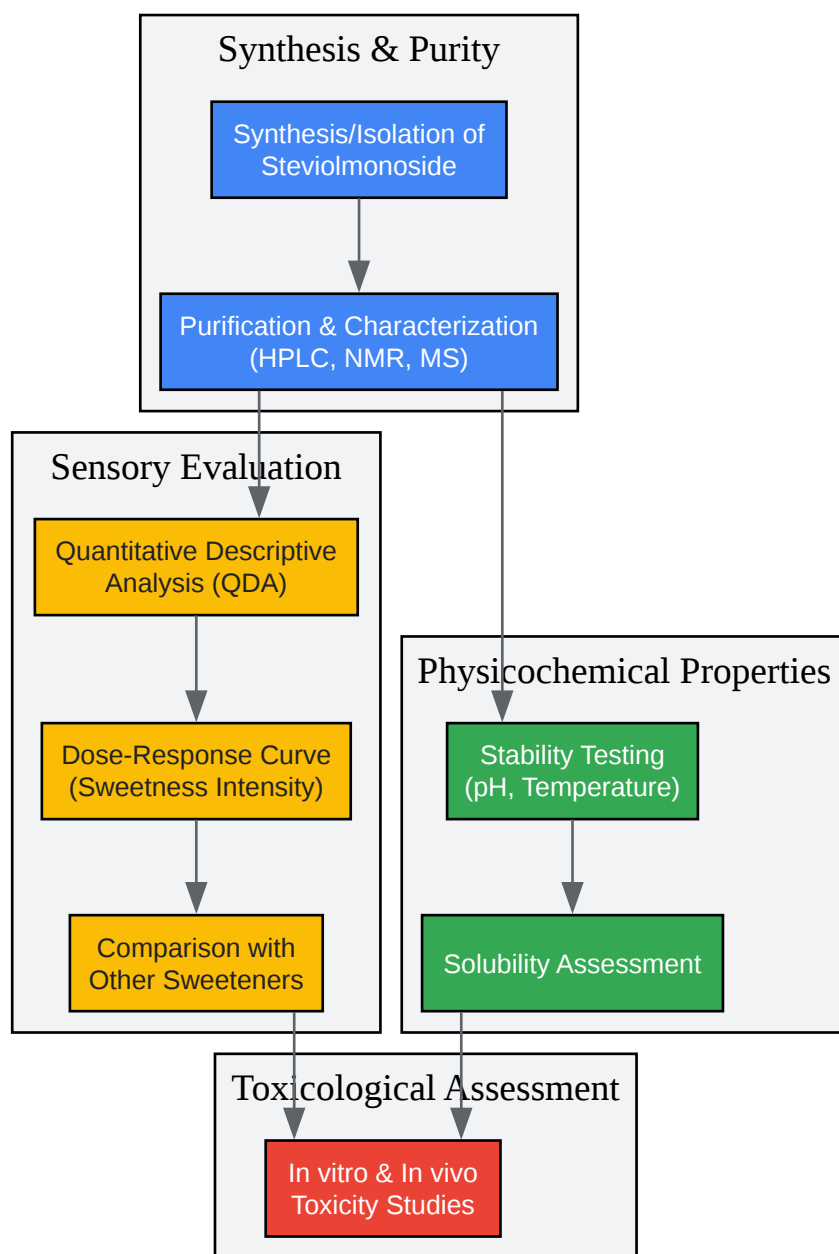 Synthesis & Purity
Synthesis/Isolation of
Steviolmonoside
Purification & Characterization
(HPLC, NMR, MS)
Sensory Evaluation
Quantitative Descriptive
Analysis (QDA)
Dose-Response Curve
(Sweetness Intensity)
Comparison with
Other Sweeteners
Physicochemical Properties
Stability Testing
(pH, Temperature)
Solubility Assessment
Toxicological Assessment
In vitro & In vivo
Toxicity Studies